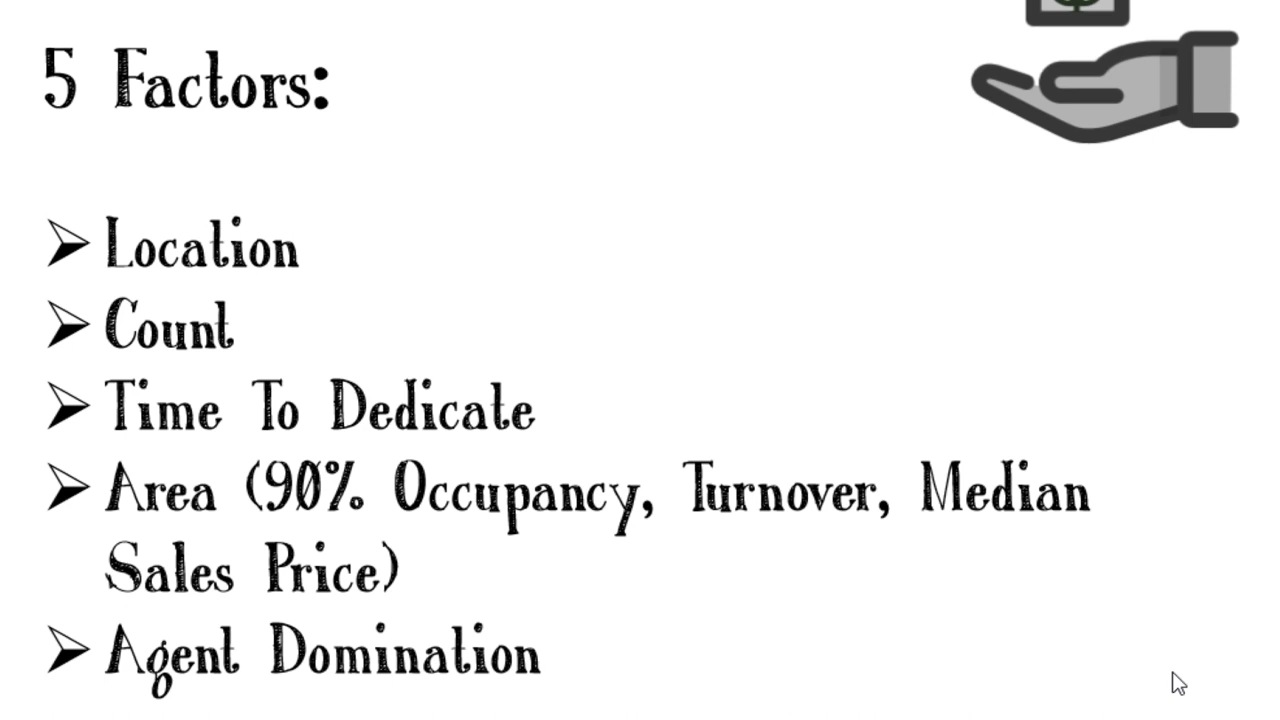 5 Factors:
Location
Count
Time To Dedicate
Area (90% Occupancy, Turnover, Median
Sales Price)
Agent Domination